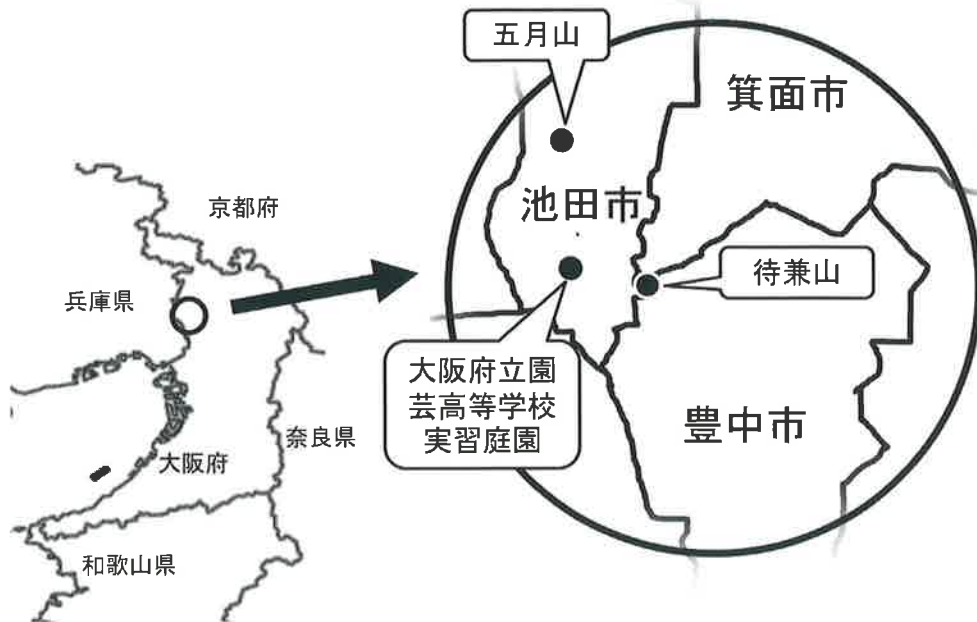 五月山
箕面市
池田市
待兼山
大阪府立園
芸高等学校
実習庭園
豊中市
京都府
兵庫県
奈良県
大阪府
和歌山県